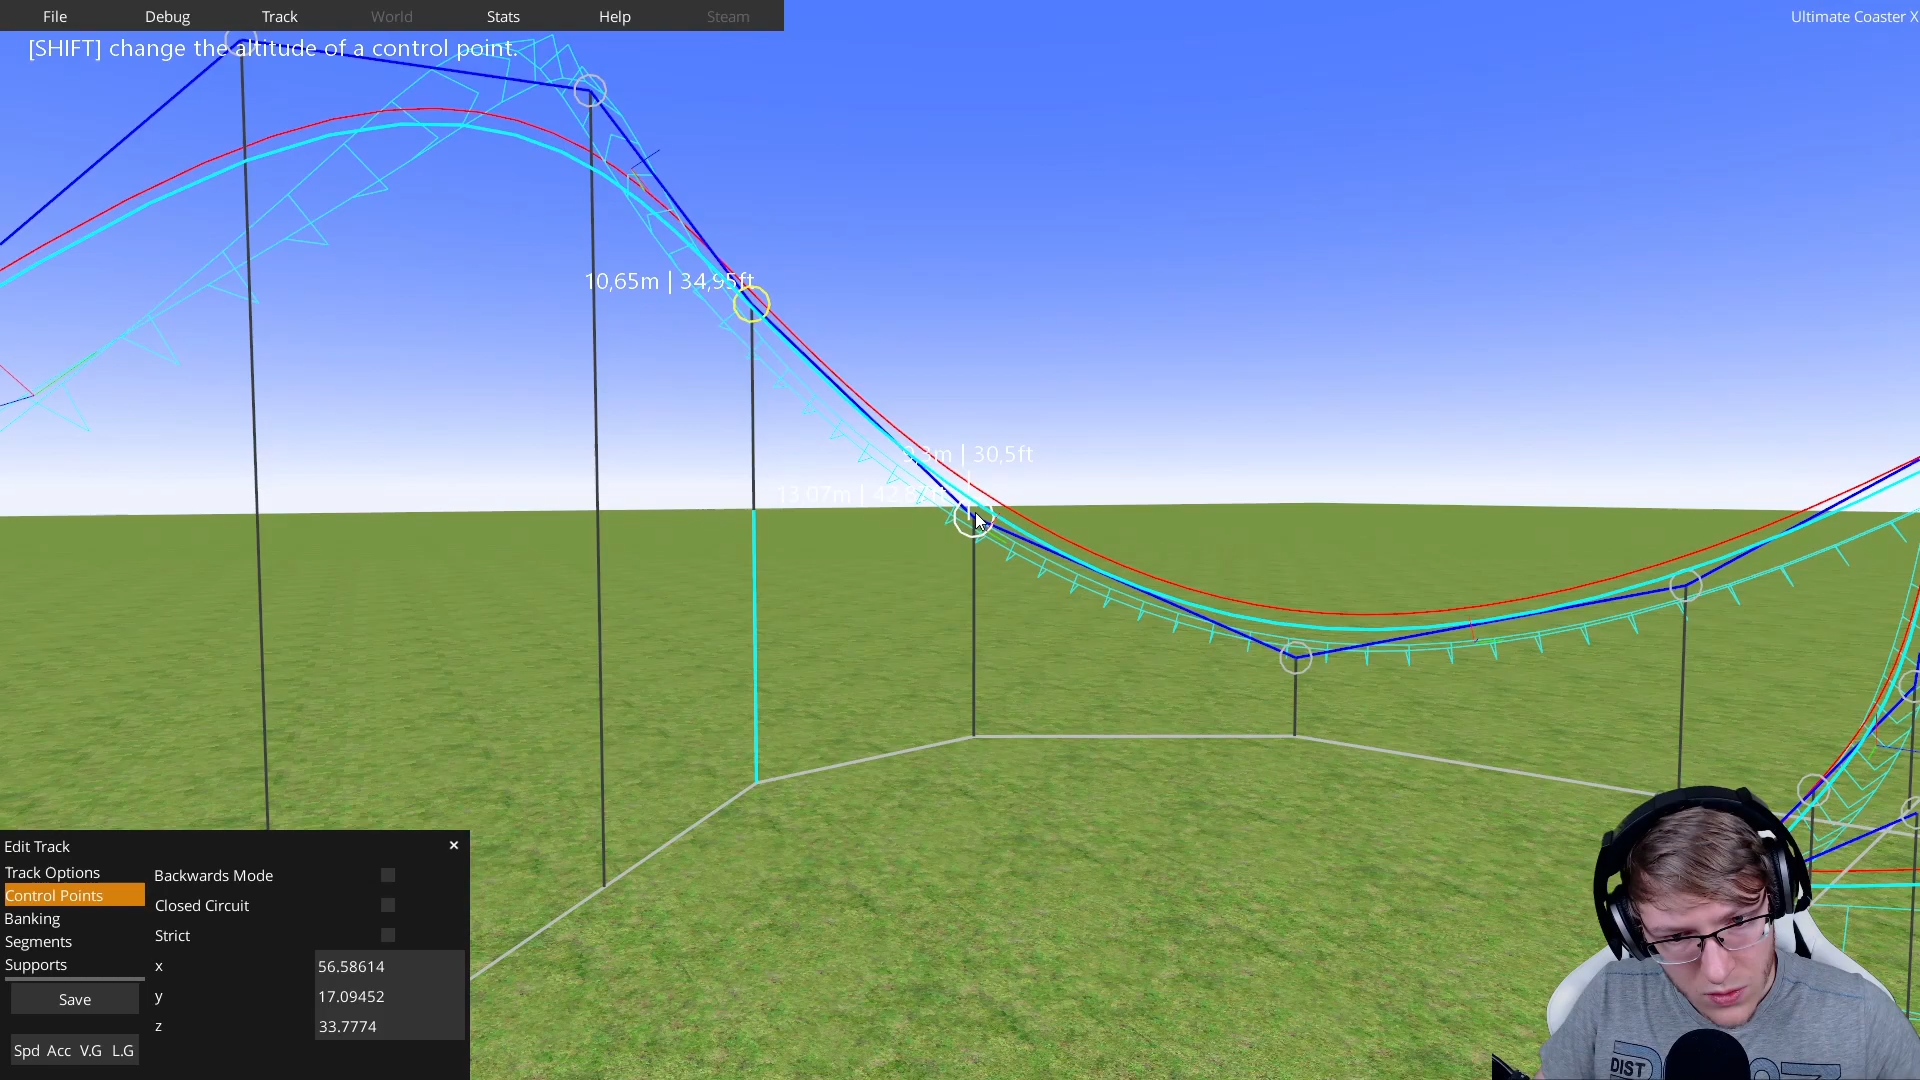 File Debug Track World Stats Help Steam
Ultimate Coaster X
[SHIFT] change the altitude of a control point.
10,65m | 34,95ft
| 30,5ft
13,07m |
Edit Track
Track Options
Control Points
Banking
Segments
Supports
Save
Spd Acc V.G L.G
Backwards Mode
Closed Circuit
Strict
x 56.58614
y 17.09452
z 33.7774
DIST